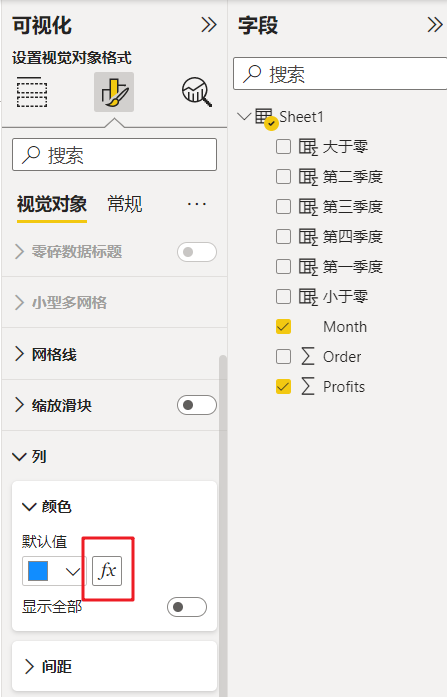 可视化
设置视觉对象格式
搜索
视觉对象 常规 ...
零碎数据标题
小型多网格
网格线
缩放滑块
列
颜色
默认值
fx
显示全部
间距
字段
搜索
Sheet1
大于零
第二季度
第三季度
第四季度
第一季度
小于零
Month
Order
Profits